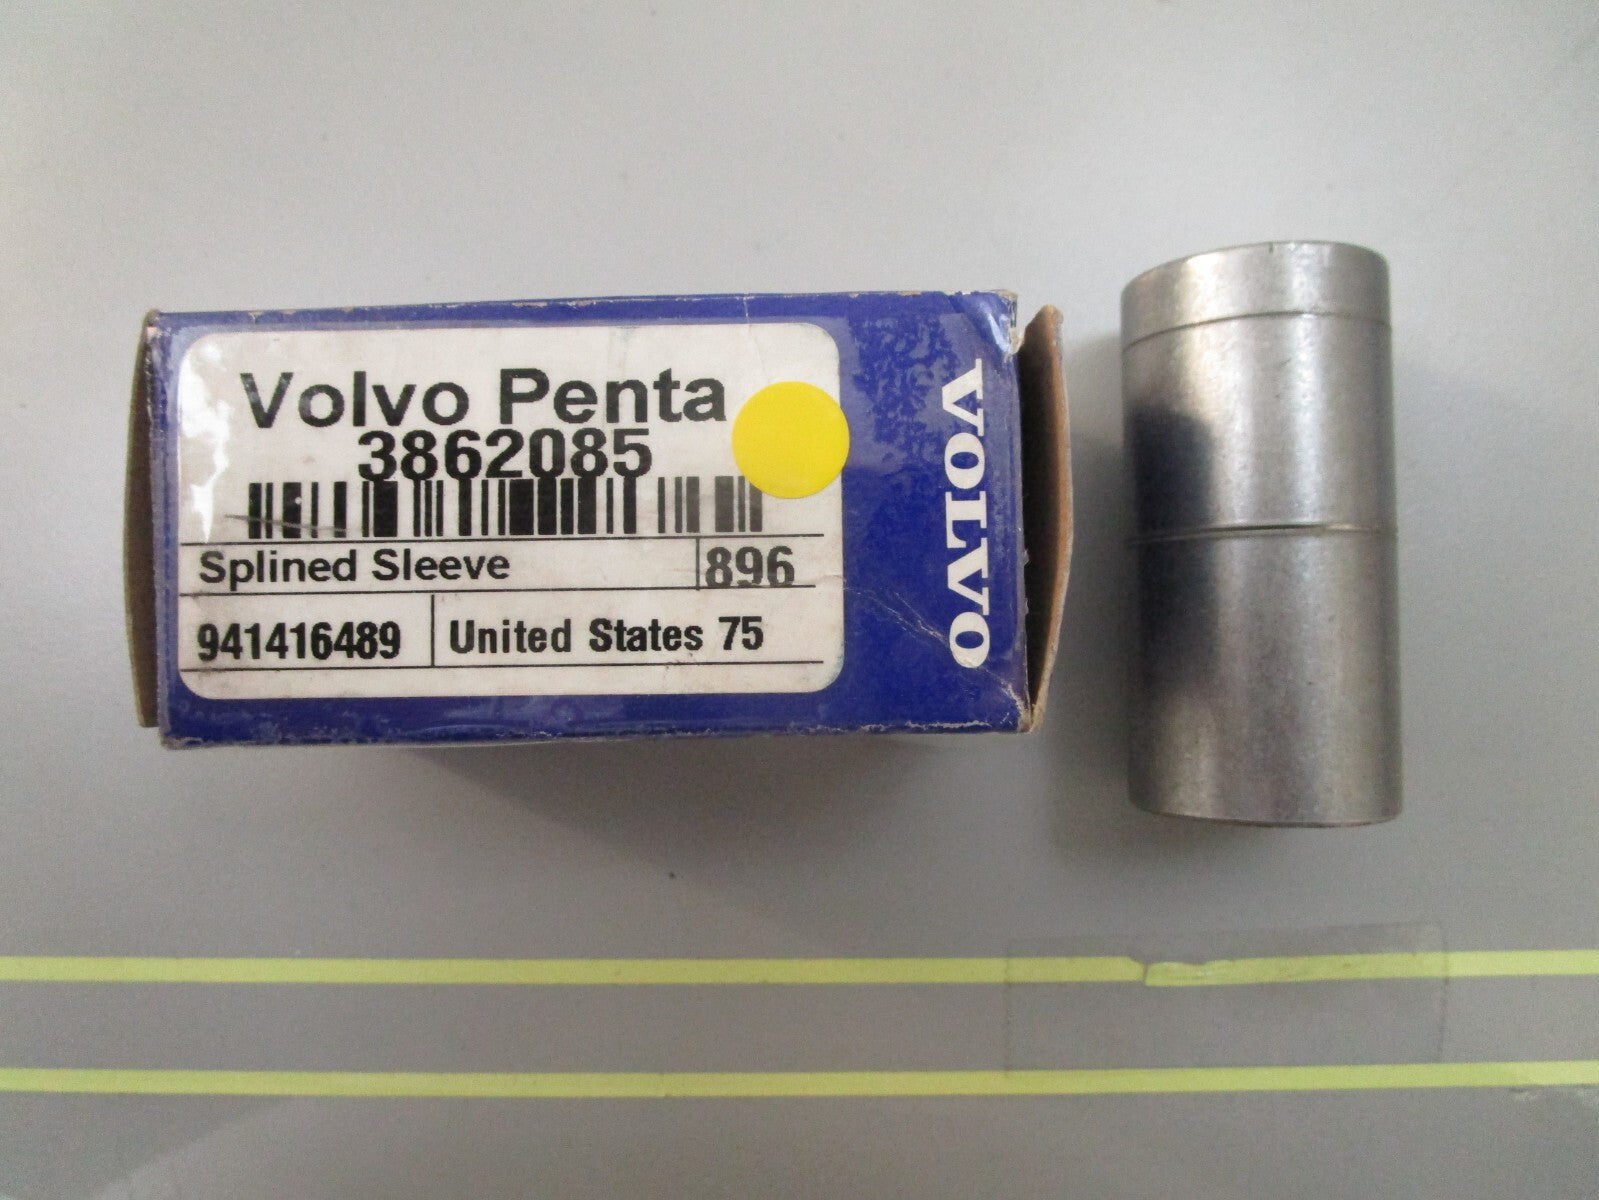 Volvo Penta
3862085
Splined Sleeve 896
941416489 United States 75
VOLVO